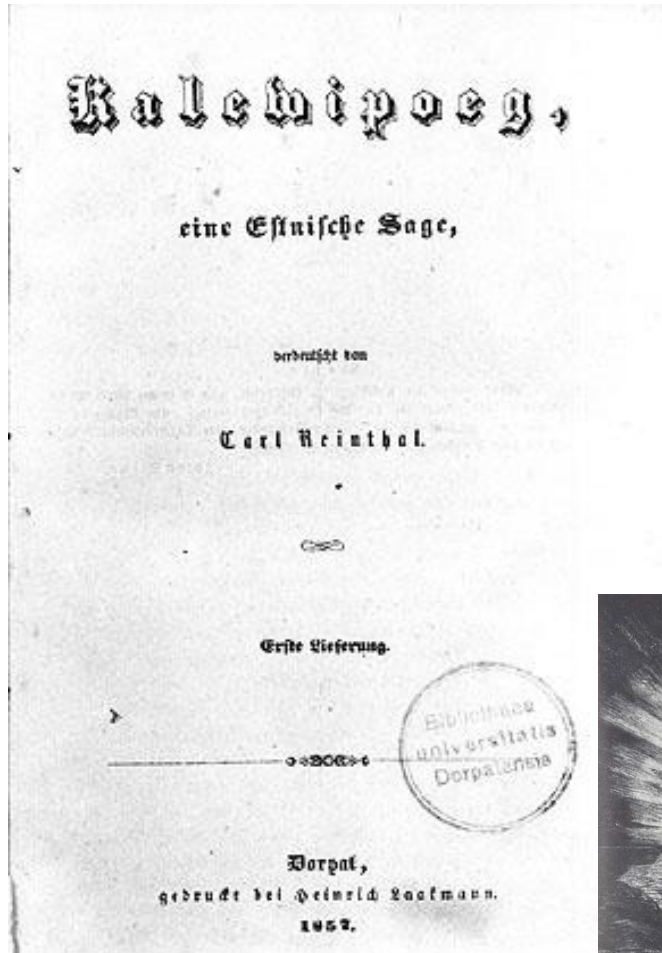 Kalewipoeg,
eine Estnische Sage,
verdeutscht von
Carl Reinthal.
Erste Lieferung.
Bibliotheca
universitatis
Dorpatensis
Dorpat,
gedruckt bei Heinrich Laakmann.
1857.